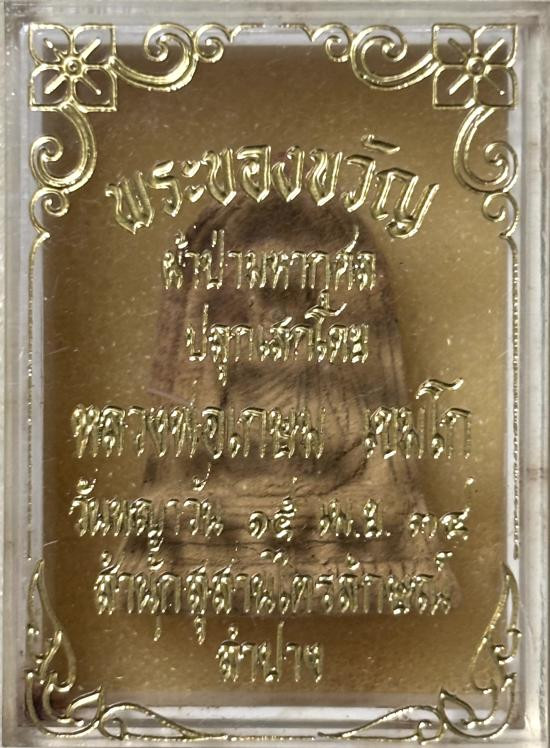 พระของขวัญ
ผ้าป่ามหากุศล
ปลุกเสกโดย
หลวงพ่อเกษม เขมโก
วันพญาวัน ๑๕ เม.ย. ๓๔
สำนักสุสานไตรลักษณ์
ลำปาง